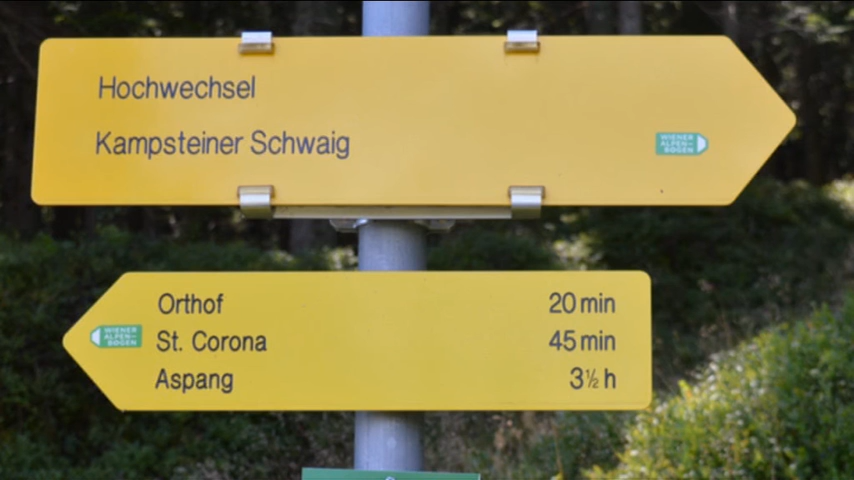 Hochwechsel
Kampsteiner Schwaig
WIENER
ALPEN-
BOGEN
Orthof 20 min
St. Corona 45 min
Aspang 3½ h
WIENER
ALPEN-
BOGEN